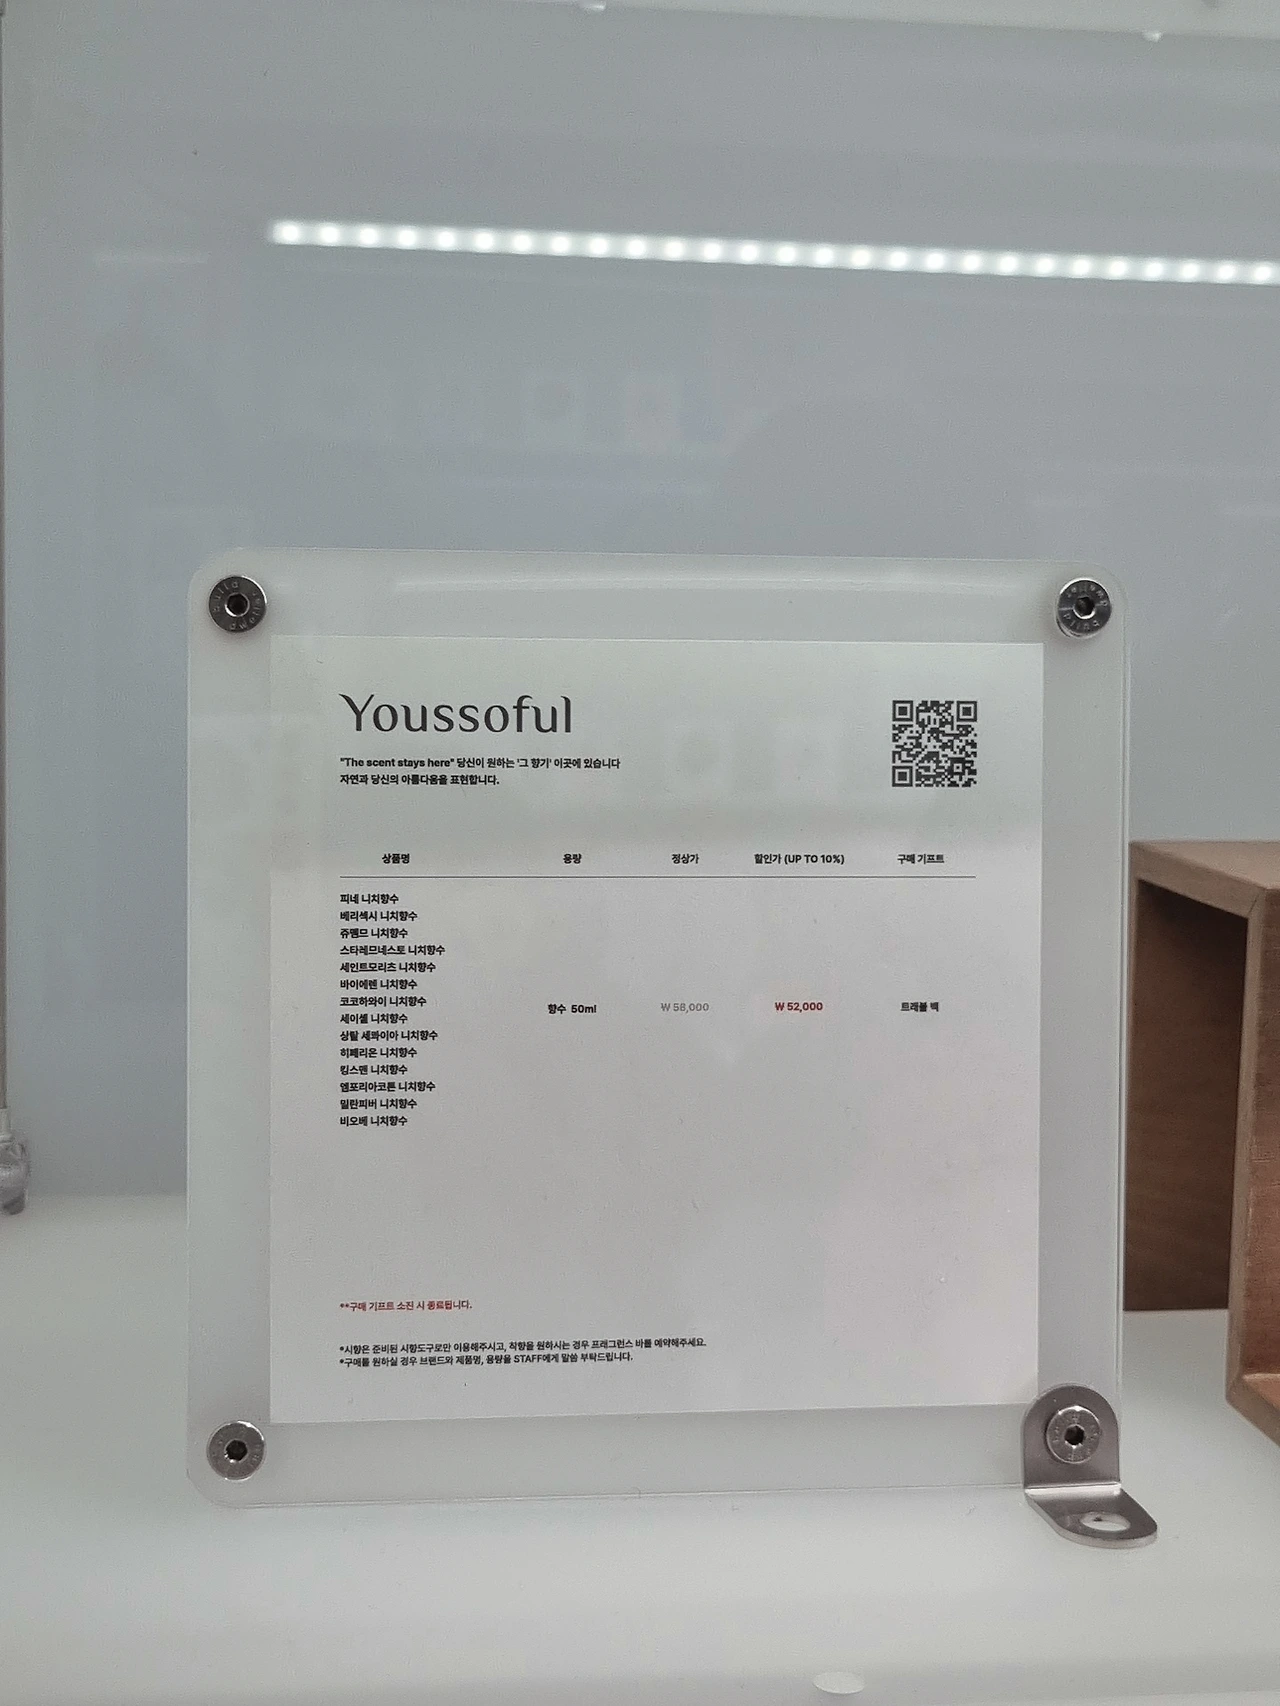 Youssoful
"The scent stays here" 당신이 원하는 '그 향기' 이곳에 있습니다
자연과 당신의 아름다움을 표현합니다.
상품명 용량 정상가 할인가 (UP TO 10%) 구매 기프트
피네 니치향수
베리섹시 니치향수
쥬뗌므 니치향수
스타레므네스토 니치향수
세인트모리츠 니치향수
바이에렌 니치향수
코코하와이 니치향수
세이셸 니치향수
상탈 세콰이아 니치향수
히페리온 니치향수
킹스맨 니치향수
엠포리아코튼 니치향수
밀란피버 니치향수
비오베 니치향수
향수 50ml ₩ 58,000 ₩ 52,000 트래블 백
**구매 기프트 소진 시 종료됩니다.
*시향은 준비된 시향도구로만 이용해주시고, 착향을 원하시는 경우 프래그런스 바를 예약해주세요.
*구매를 원하실 경우 브랜드와 제품명, 용량을 STAFF에게 말씀 부탁드립니다.